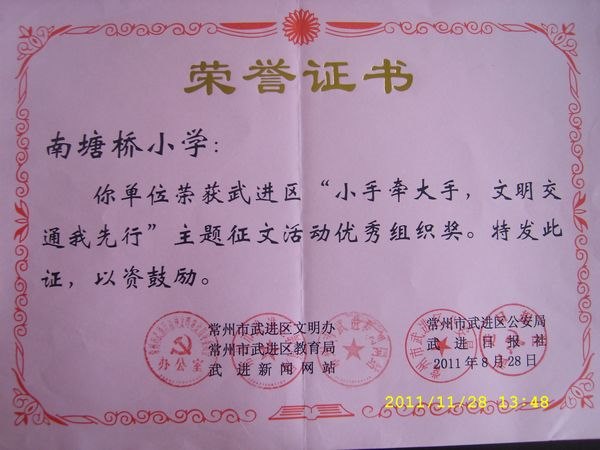 荣誉证书
南塘桥小学：
你单位荣获武进区“小手牵大手，文明交
通我先行”主题征文活动优秀组织奖。特发此
证，以资鼓励。
常州市武进区文明办
常州市武进区教育局
武进新闻网站
常州市武进区公安局
武进日报社
2011年8月28日
办公室
2011/11/28 13:48